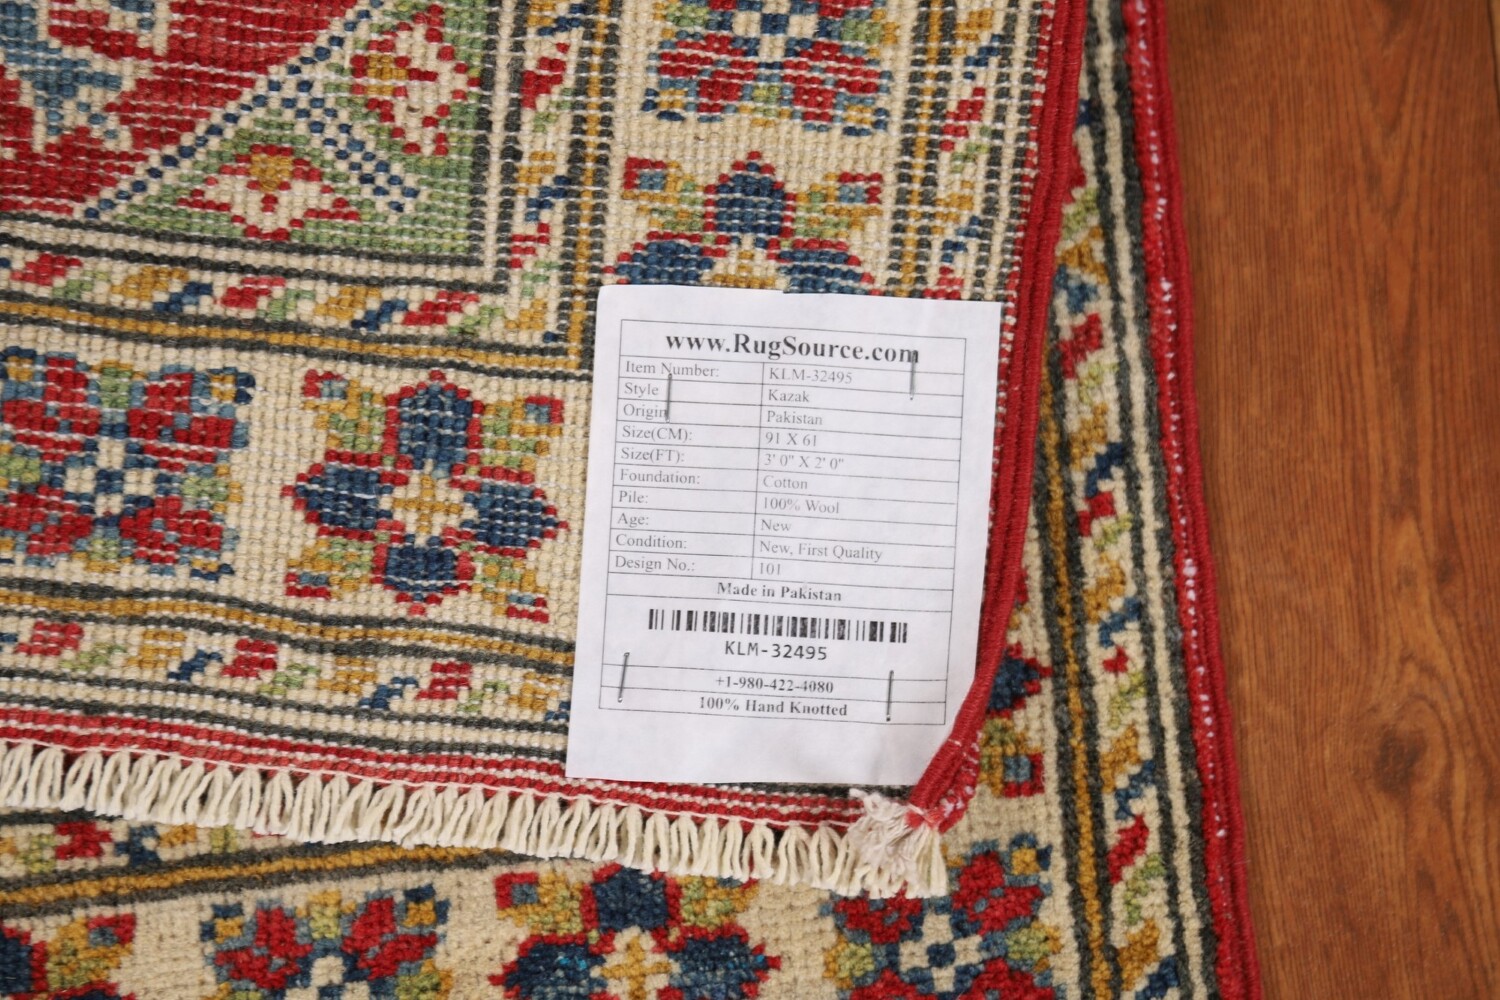 www.RugSource.com
Item Number: KLM-32495
Style Kazak
Origin Pakistan
Size(CM): 91 X 61
Size(FT): 3' 0" X 2' 0"
Foundation: Cotton
Pile: 100% Wool
Age: New
Condition: New, First Quality
Design No.: 101
Made in Pakistan
KLM-32495
+1-980-422-4080
100% Hand Knotted